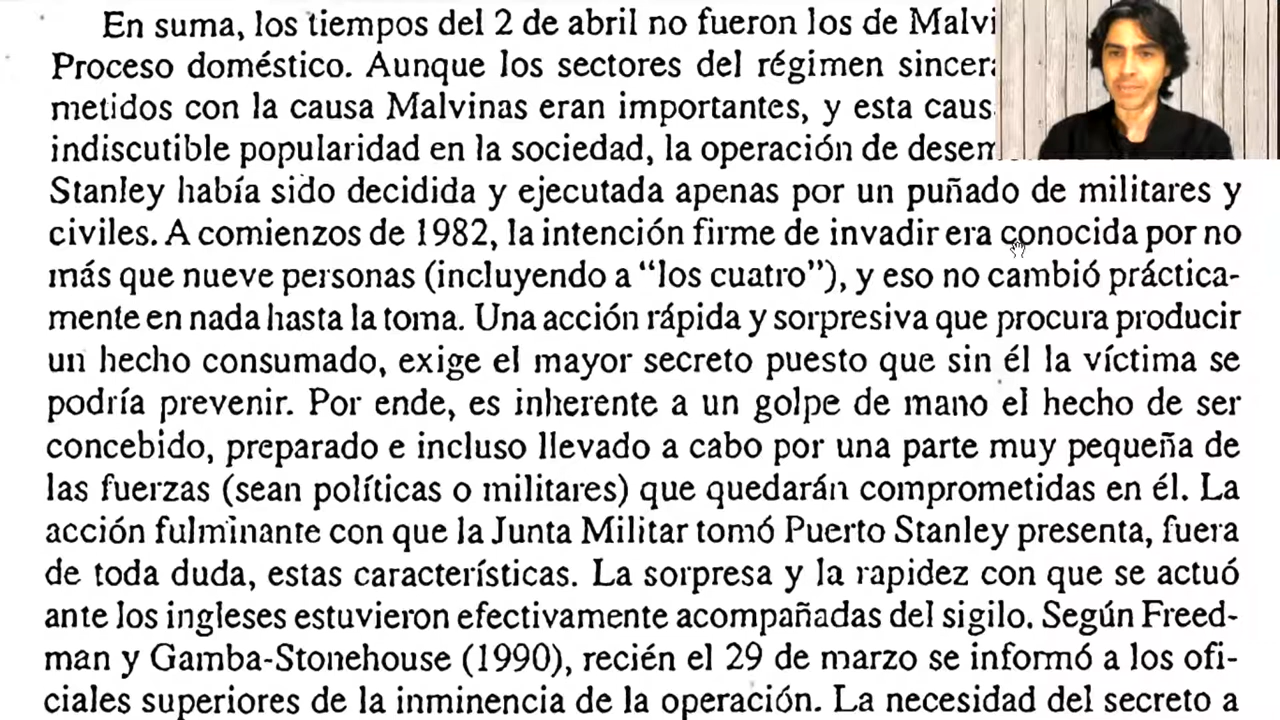 En suma, los tiempos del 2 de abril no fueron los de
Proceso doméstico. Aunque los sectores del régimen
metidos con la causa Malvinas eran importantes, y esta
indiscutible popularidad en la sociedad, la operación de
Stanley había sido decidida y ejecutada apenas por un puñado de militares y
civiles. A comienzos de 1982, la intención firme de invadir era conocida por no
más que nueve personas (incluyendo a “los cuatro”), y eso no cambió práctica-
mente en nada hasta la toma. Una acción rápida y sorpresiva que procura producir
un hecho consumado, exige el mayor secreto puesto que sin él la víctima se
podría prevenir. Por ende, es inherente a un golpe de mano el hecho de ser
concebido, preparado e incluso llevado a cabo por una parte muy pequeña de
las fuerzas (sean políticas o militares) que quedarán comprometidas en él. La
acción fulminante con que la Junta Militar tomó Puerto Stanley presenta, fuera
de toda duda, estas características. La sorpresa y la rapidez con que se actuó
ante los ingleses estuvieron efectivamente acompañadas del sigilo. Según Freed-
man y Gamba-Stonehouse (1990), recién el 29 de marzo se informó a los ofi-
ciales superiores de la inminencia de la operación. La necesidad del secreto a